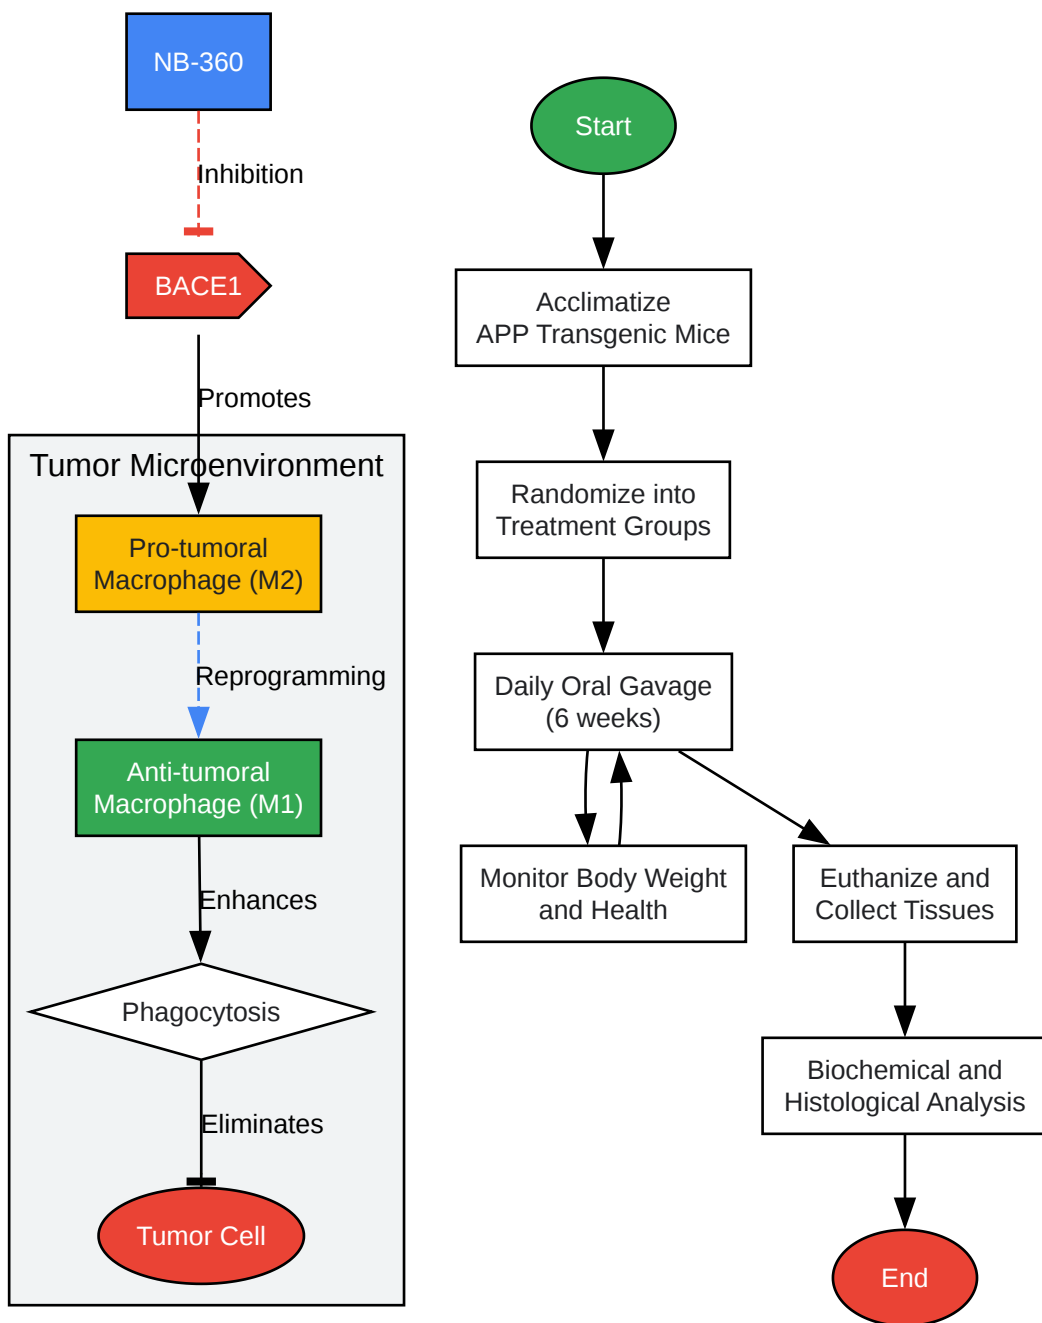 NB-360
Inhibition
BACE1
Promotes
Tumor Microenvironment
Pro-tumoral
Macrophage (M2)
Reprogramming
Anti-tumoral
Macrophage (M1)
Enhances
Phagocytosis
Eliminates
Tumor Cell
Start
Acclimatize
APP Transgenic Mice
Randomize into
Treatment Groups
Daily Oral Gavage
(6 weeks)
Monitor Body Weight
and Health
Euthanize and
Collect Tissues
Biochemical and
Histological Analysis
End